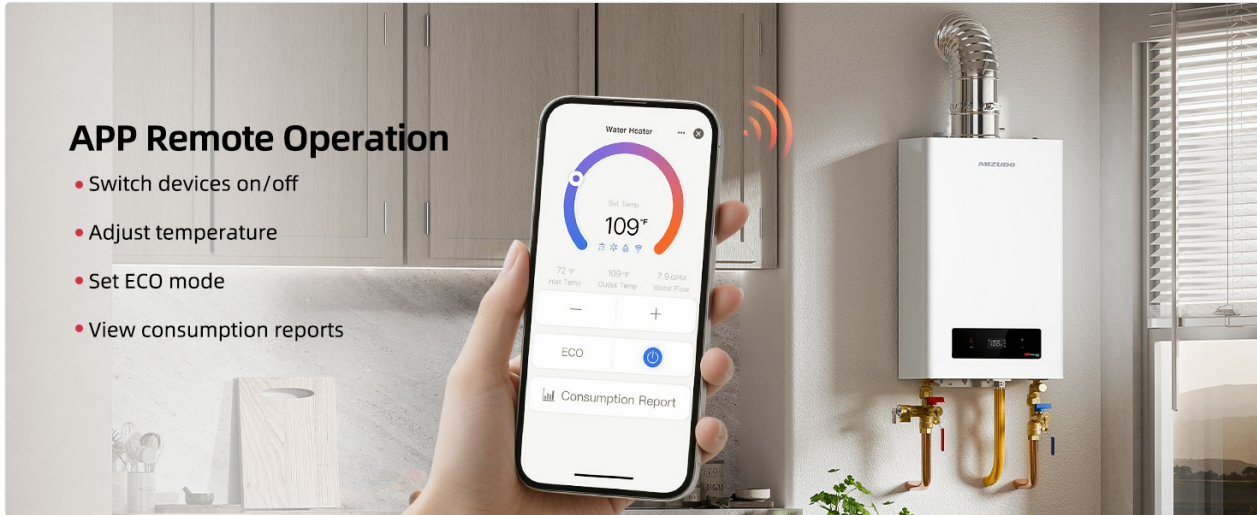 APP Remote Operation
• Switch devices on/off
• Adjust temperature
• Set ECO mode
• View consumption reports
Water Heater
Set Temp
109°F
72°F
Inlet Temp
109°F
Outlet Temp
7.9 GPM
Water Flow
ECO
Consumption Report
MIZUDO